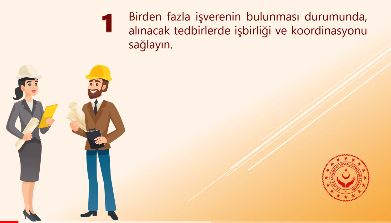 1 Birden fazla işverenin bulunması durumunda,
alınacak tedbirlerde işbirliği ve koordinasyonu
sağlayın.